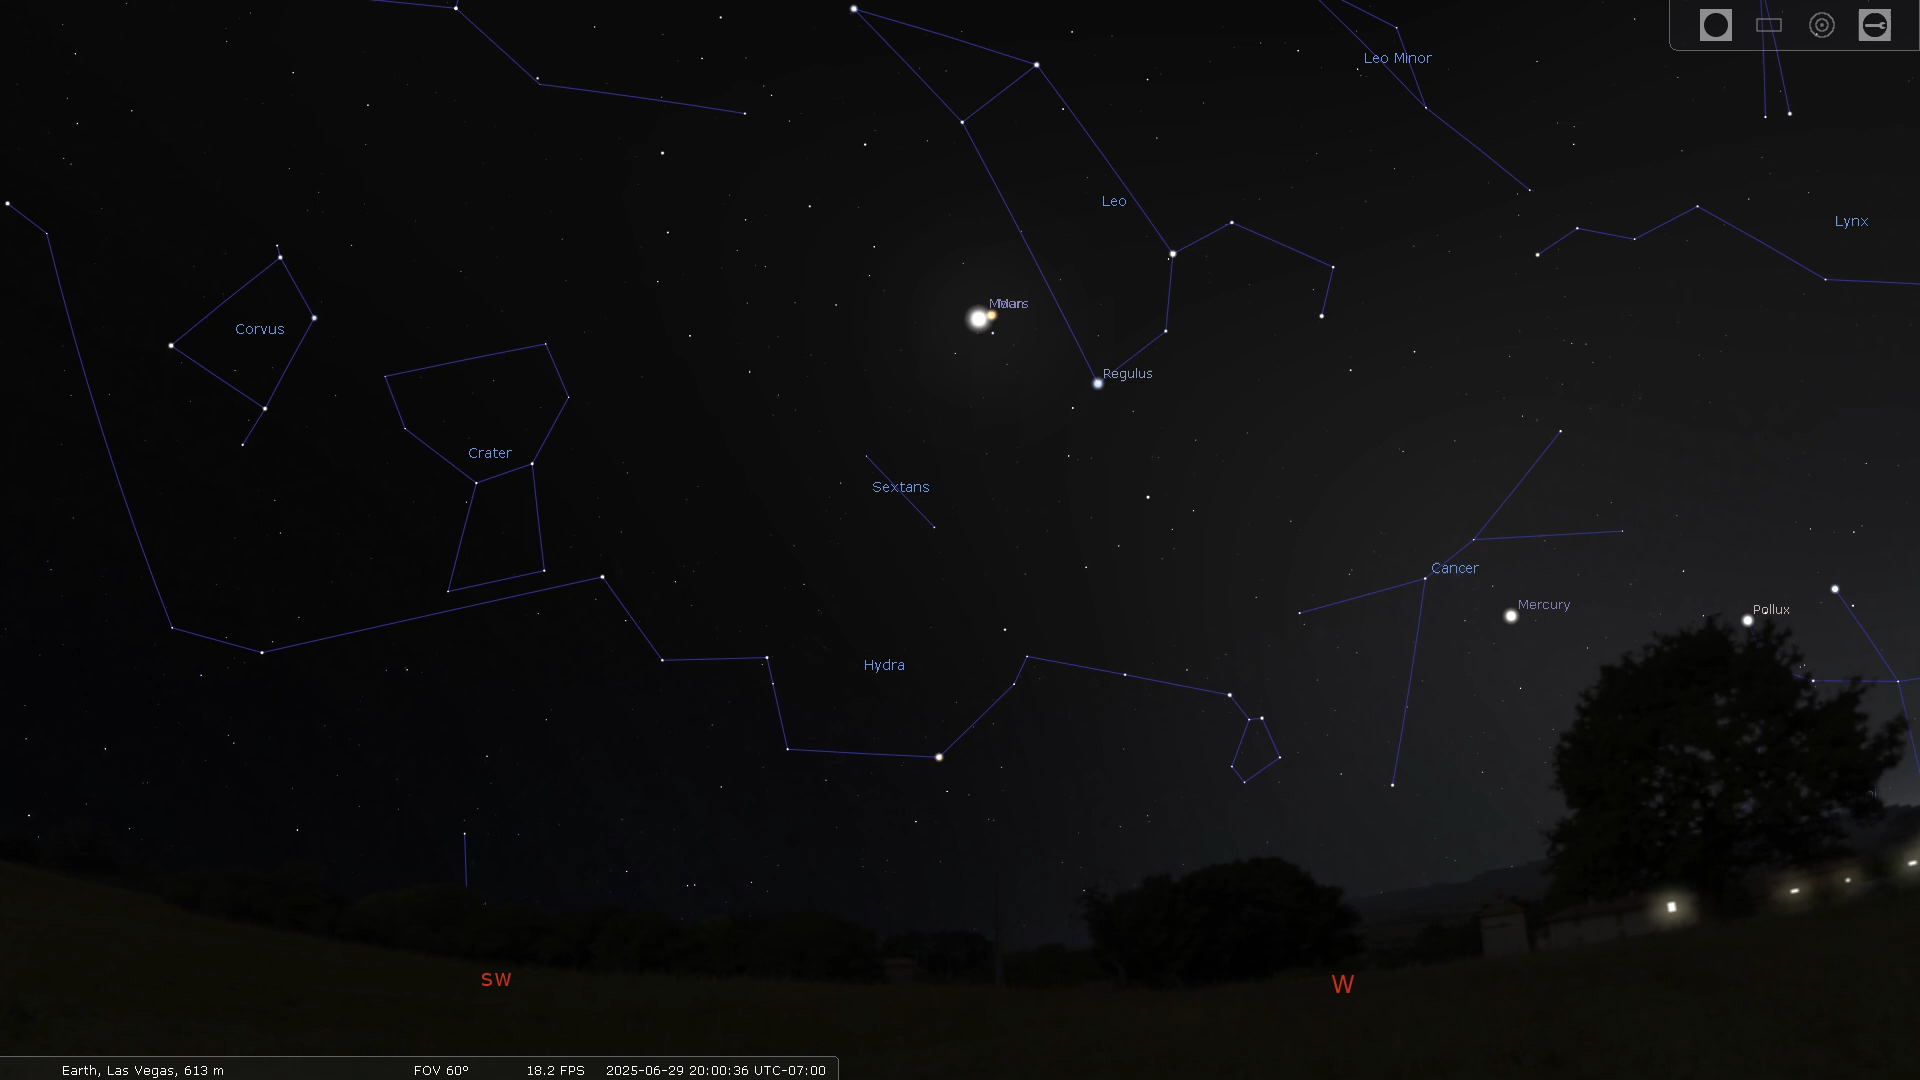 Leo Minor
Leo
Lynx
Mars
Corvus
Regulus
Crater
Sextans
Cancer
Mercury
Pollux
Hydra
SW
W
Earth, Las Vegas, 613 m
FOV 60°
18.2 FPS
2025-06-29 20:00:36 UTC-07:00